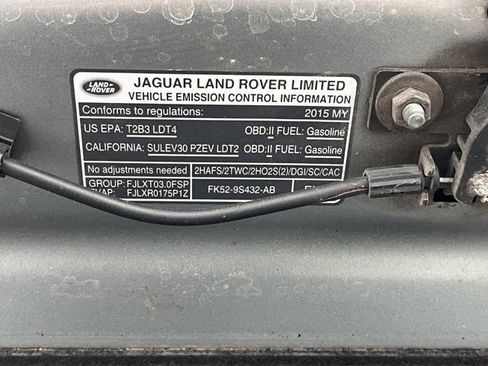 LAND-
-ROVER
JAGUAR LAND ROVER LIMITED
VEHICLE EMISSION CONTROL INFORMATION
Conforms to regulations: 2015 MY
US EPA: T2B3 LDT4 OBD:II FUEL: Gasoline
CALIFORNIA: SULEV30 PZEV LDT2 OBD:II FUEL: Gasoline
No adjustments needed 2HAFS/2TWC/2HO2S(2)/DGI/SC/CAC
GROUP: FJLXT03.0FSP FK52-9S432-AB
FJLXR0175P1Z